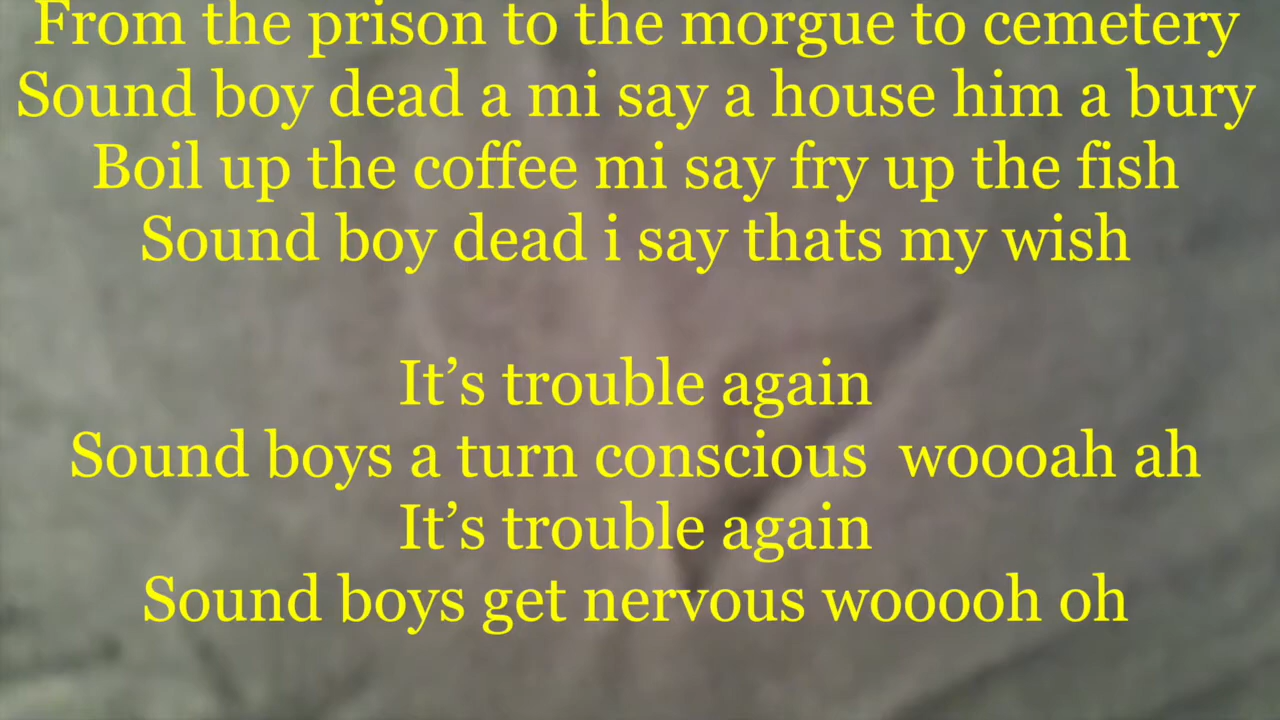 From the prison to the morgue to cemetery
Sound boy dead a mi say a house him a bury
Boil up the coffee mi say fry up the fish
Sound boy dead i say thats my wish
It’s trouble again
Sound boys a turn conscious  woooah ah
It’s trouble again
Sound boys get nervous wooooh oh